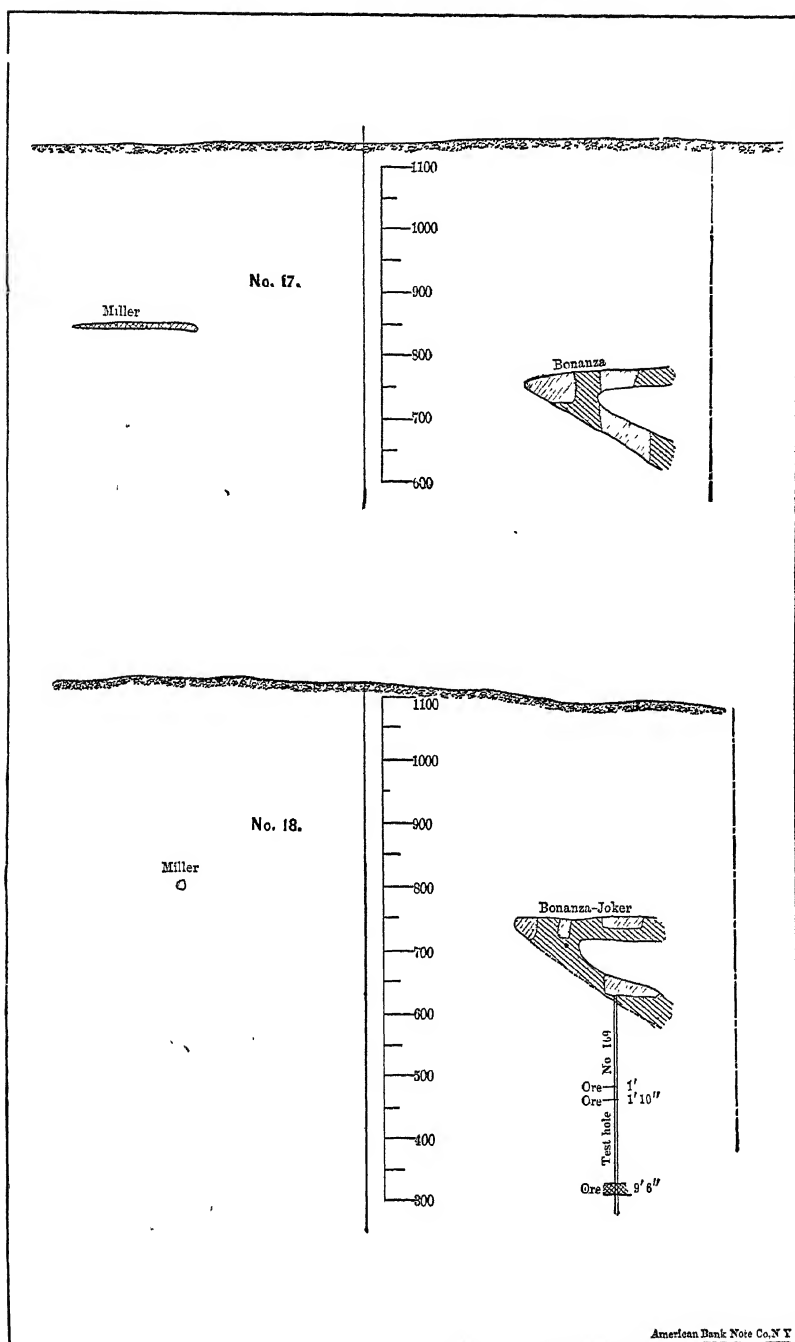 1100
1000
No. 17.
900
Miller
800
Bonanza
700
600
1100
1000
No. 18.
900
Miller
800
Bonanza-Joker
700
600
Test hole No 169
500
Ore 1'
Ore 1'10"
400
Ore 9'6"
300
American Bank Note Co, N Y